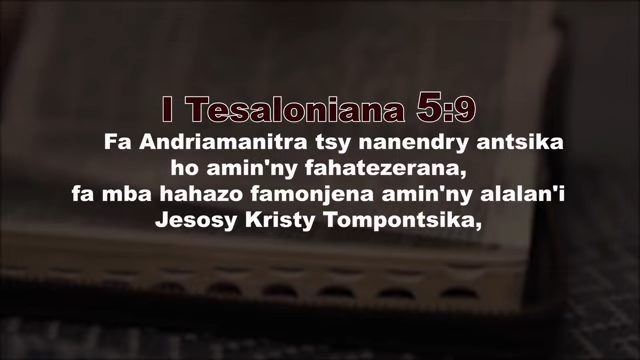 I Tesaloniana 5:9
Fa Andriamanitra tsy nanendry antsika
ho amin'ny fahatezerana,
fa mba hahazo famonjena amin'ny alalan'i
Jesosy Kristy Tompontsika,